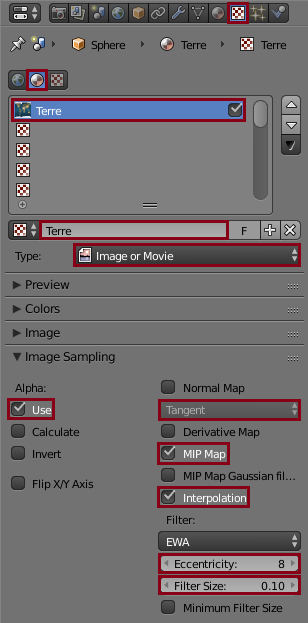 Sphere Terre Terre
Terre
Terre F
Type: Image or Movie
Preview
Colors
Image
Image Sampling
Alpha: Normal Map
Use Tangent
Calculate Derivative Map
Invert MIP Map
MIP Map Gaussian fil...
Flip X/Y Axis
Interpolation
Filter:
EWA
Eccentricity: 8
Filter Size: 0.10
Minimum Filter Size